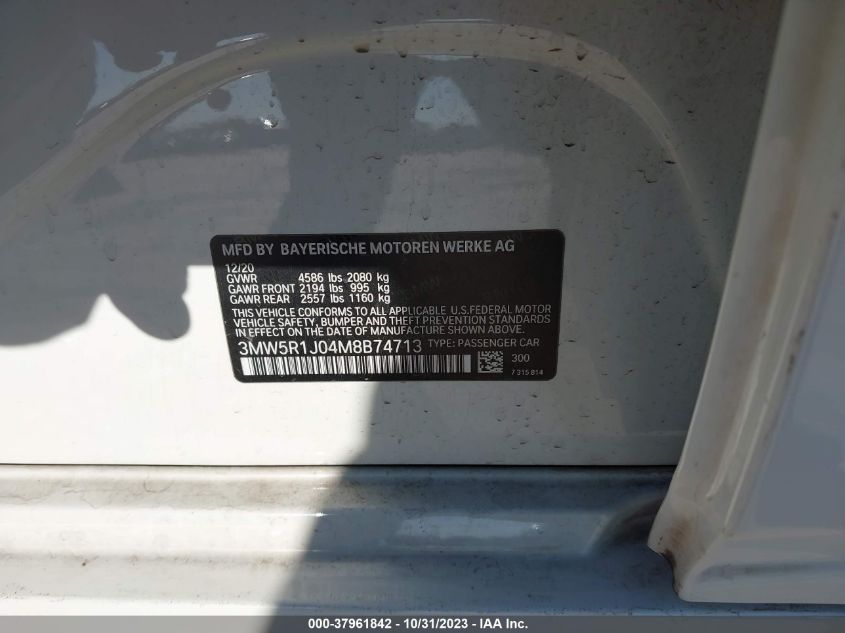 MFD BY BAYERISCHE MOTOREN WERKE AG
12/20
GVWR 4586 lbs 2080 kg
GAWR FRONT 2194 lbs 995 kg
GAWR REAR 2557 lbs 1160 kg
THIS VEHICLE CONFORMS TO ALL APPLICABLE U.S.FEDERAL MOTOR
VEHICLE SAFETY, BUMPER AND THEFT PREVENTION STANDARDS
IN EFFECT ON THE DATE OF MANUFACTURE SHOWN ABOVE.
3MW5R1J04M8B74713 TYPE: PASSENGER CAR
300
7 315 814
000-37961842 - 10/31/2023 - IAA Inc.